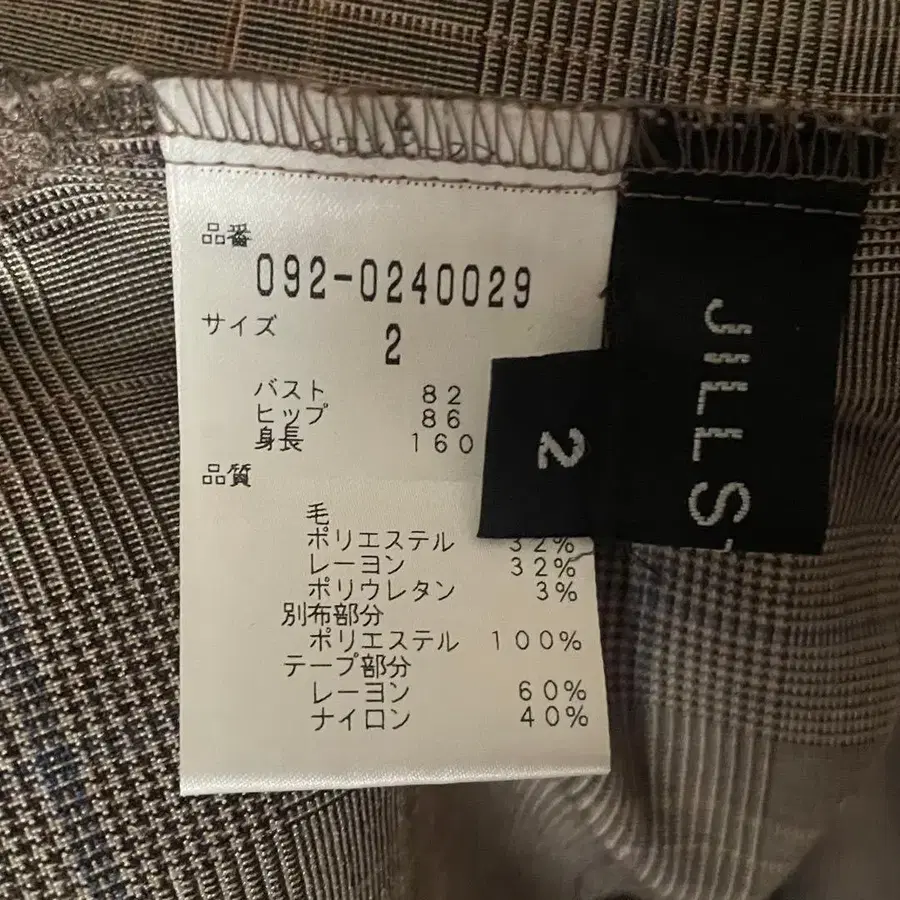 品番
092-0240029
サイズ
2
バスト 82
ヒップ 86
身長 160
品質
毛
ポリエステル 32%
レーヨン 32%
ポリウレタン 3%
別布部分
ポリエステル 100%
テープ部分
レーヨン 60%
ナイロン 40%
2
JILL S